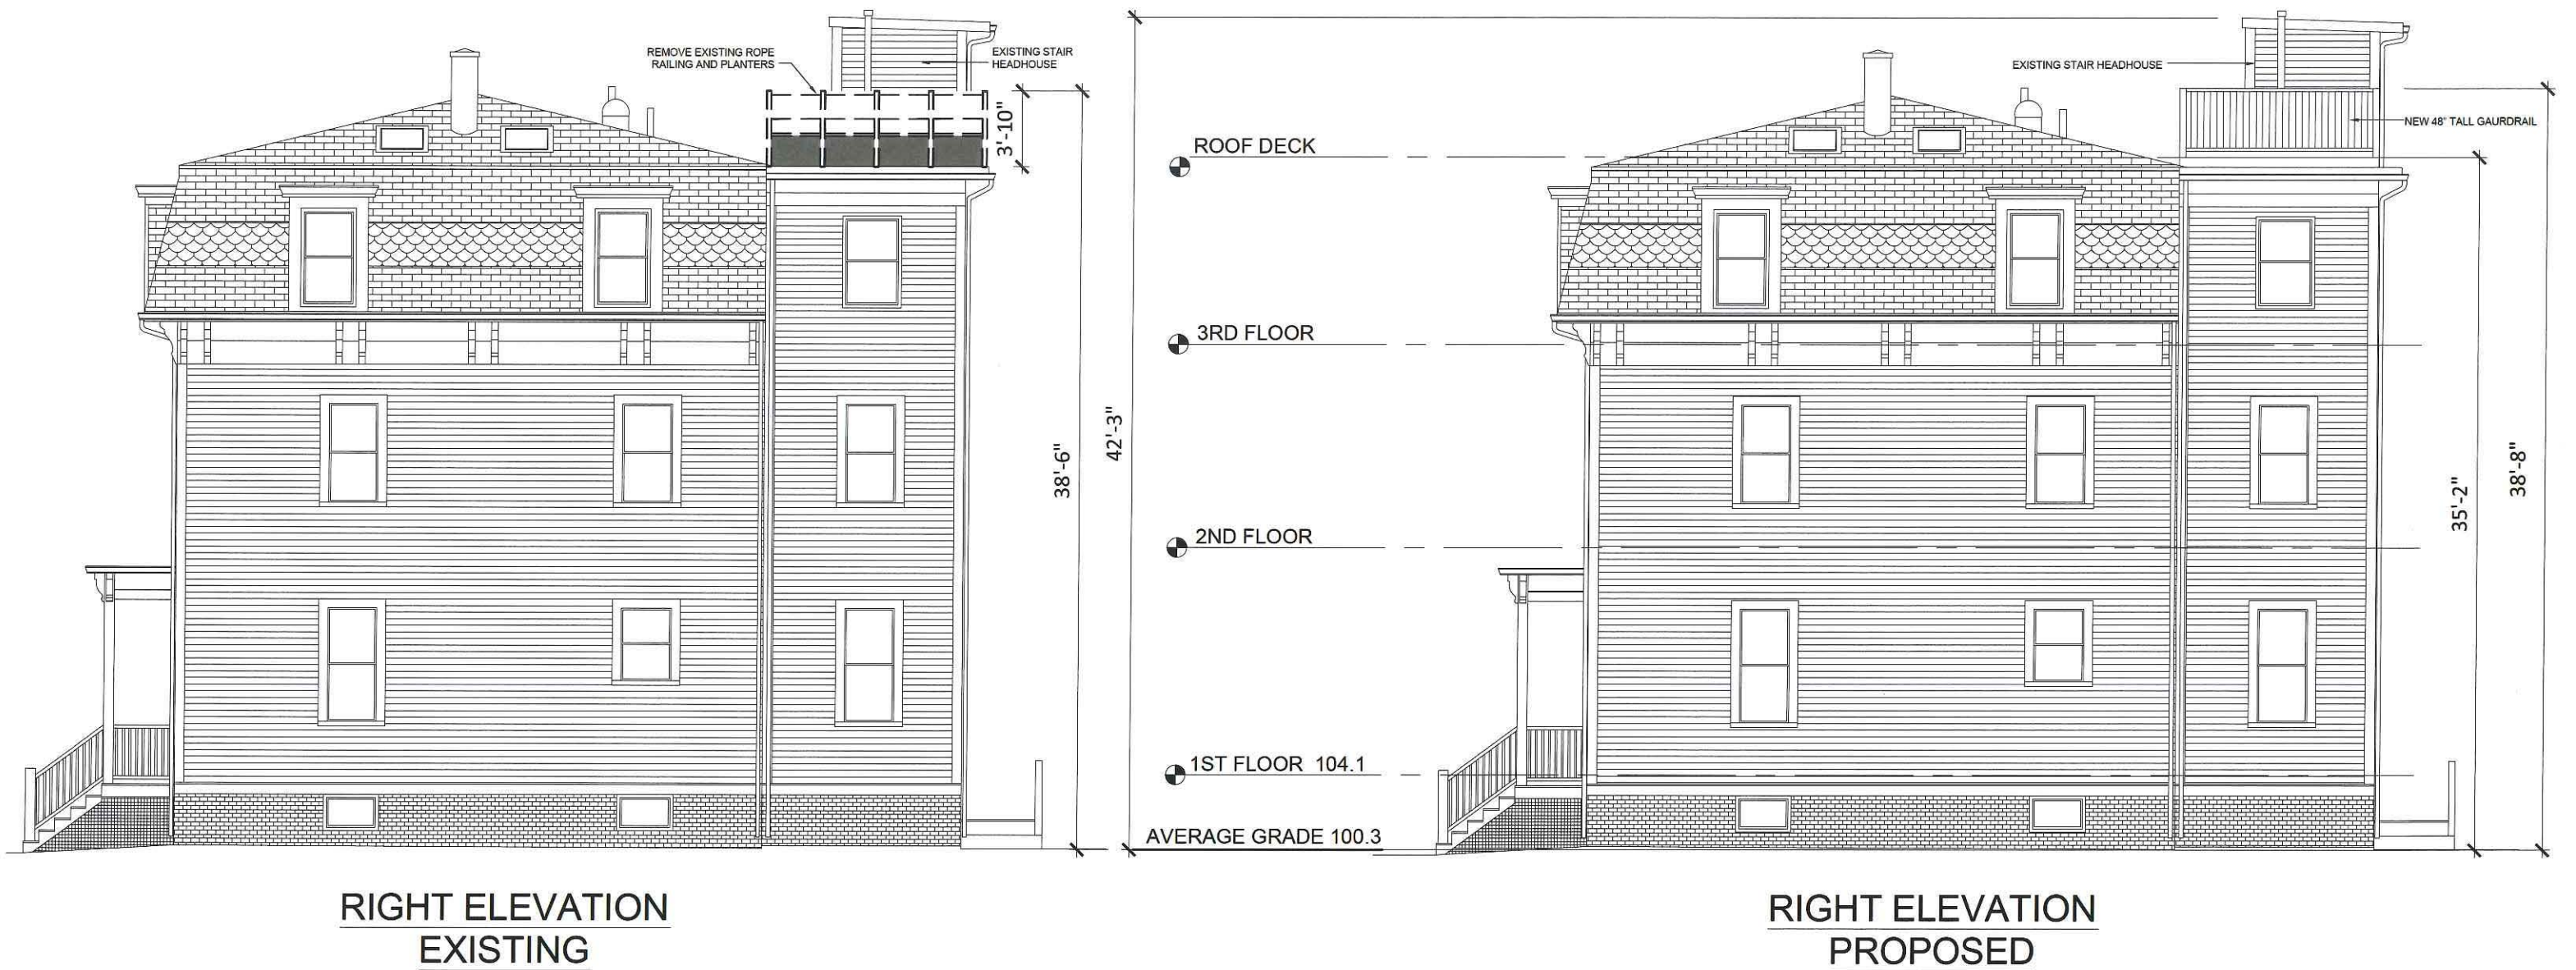 REMOVE EXISTING ROPE
RAILING AND PLANTERS
EXISTING STAIR
HEADHOUSE
3'-10"
38'-6"
RIGHT ELEVATION
EXISTING
42'-3"
ROOF DECK
3RD FLOOR
2ND FLOOR
1ST FLOOR 104.1
AVERAGE GRADE 100.3
EXISTING STAIR HEADHOUSE
NEW 48" TALL GAURDRAIL
35'-2"
38'-8"
RIGHT ELEVATION
PROPOSED